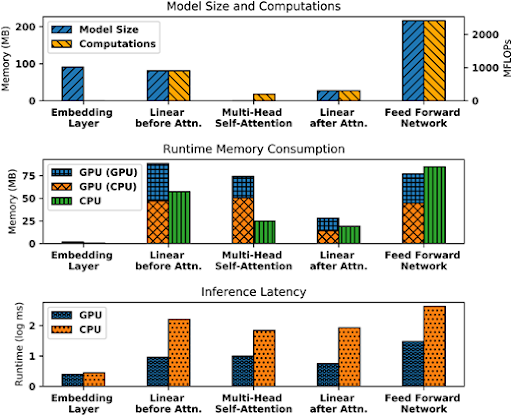 Model Size and Computations
Memory (MB)
200
100
0
Model Size
Computations
2000
1000
0
MFLOPs
Embedding Layer
Linear before Attn.
Multi-Head Self-Attention
Linear after Attn.
Feed Forward Network
Runtime Memory Consumption
Memory (MB)
75
50
25
0
GPU (GPU)
GPU (CPU)
CPU
Embedding Layer
Linear before Attn.
Multi-Head Self-Attention
Linear after Attn.
Feed Forward Network
Inference Latency
Runtime (log ms)
2
1
0
GPU
CPU
Embedding Layer
Linear before Attn.
Multi-Head Self-Attention
Linear after Attn.
Feed Forward Network